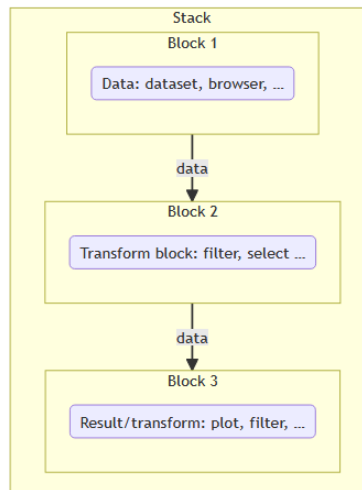 Stack
Block 1
Data: dataset, browser, ...
data
Block 2
Transform block: filter, select ...
data
Block 3
Result/transform: plot, filter, ...